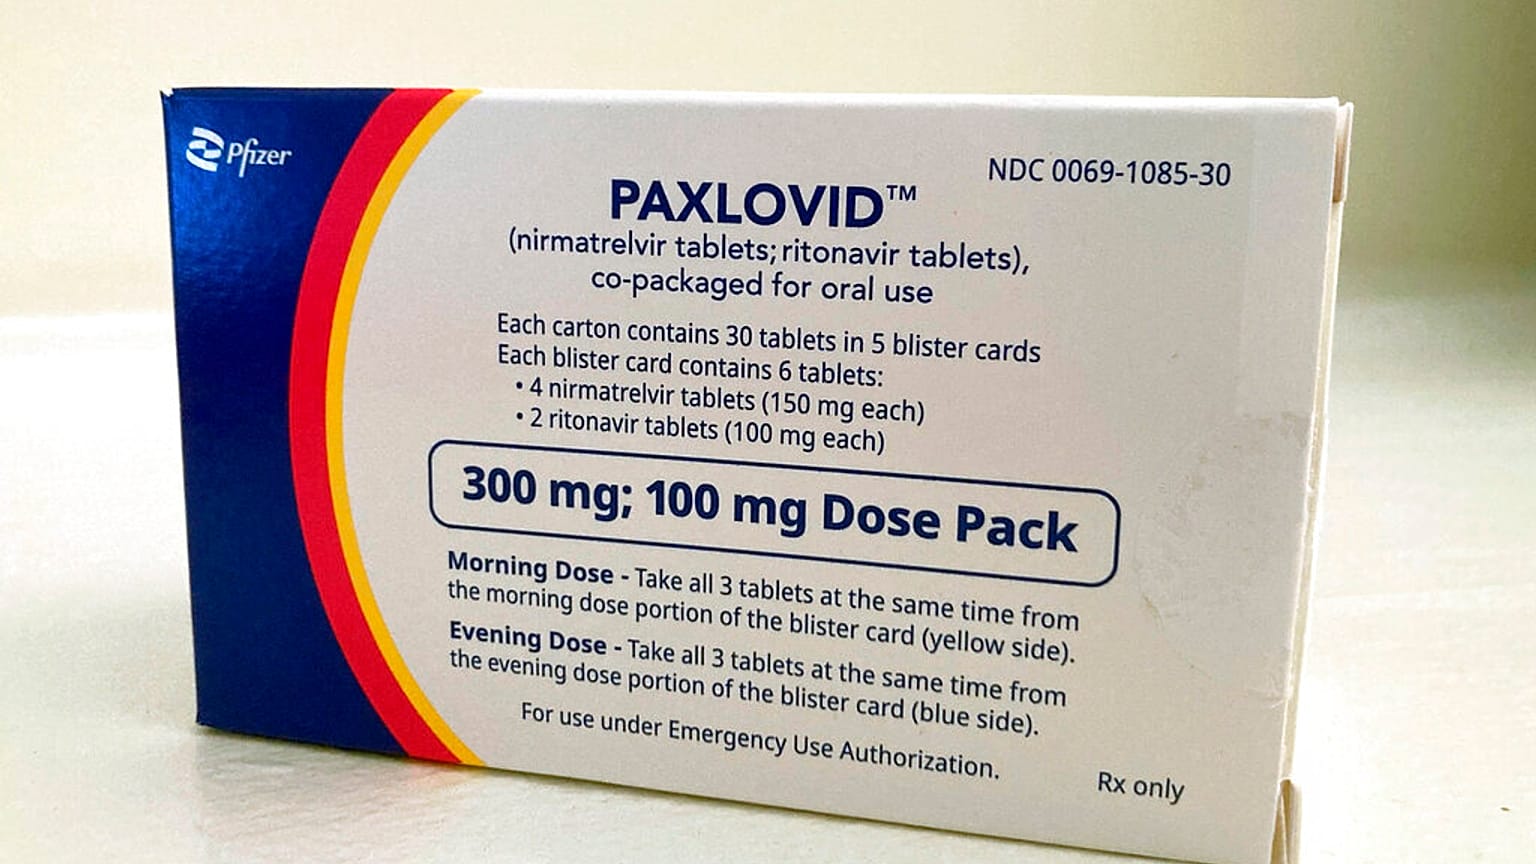 Pfizer
NDC 0069-1085-30
PAXLOVID™
(nirmatrelvir tablets; ritonavir tablets),
co-packaged for oral use
Each carton contains 30 tablets in 5 blister cards
Each blister card contains 6 tablets:
• 4 nirmatrelvir tablets (150 mg each)
• 2 ritonavir tablets (100 mg each)
300 mg; 100 mg Dose Pack
Morning Dose - Take all 3 tablets at the same time from
the morning dose portion of the blister card (yellow side).
Evening Dose - Take all 3 tablets at the same time from
the evening dose portion of the blister card (blue side).
For use under Emergency Use Authorization.
Rx only